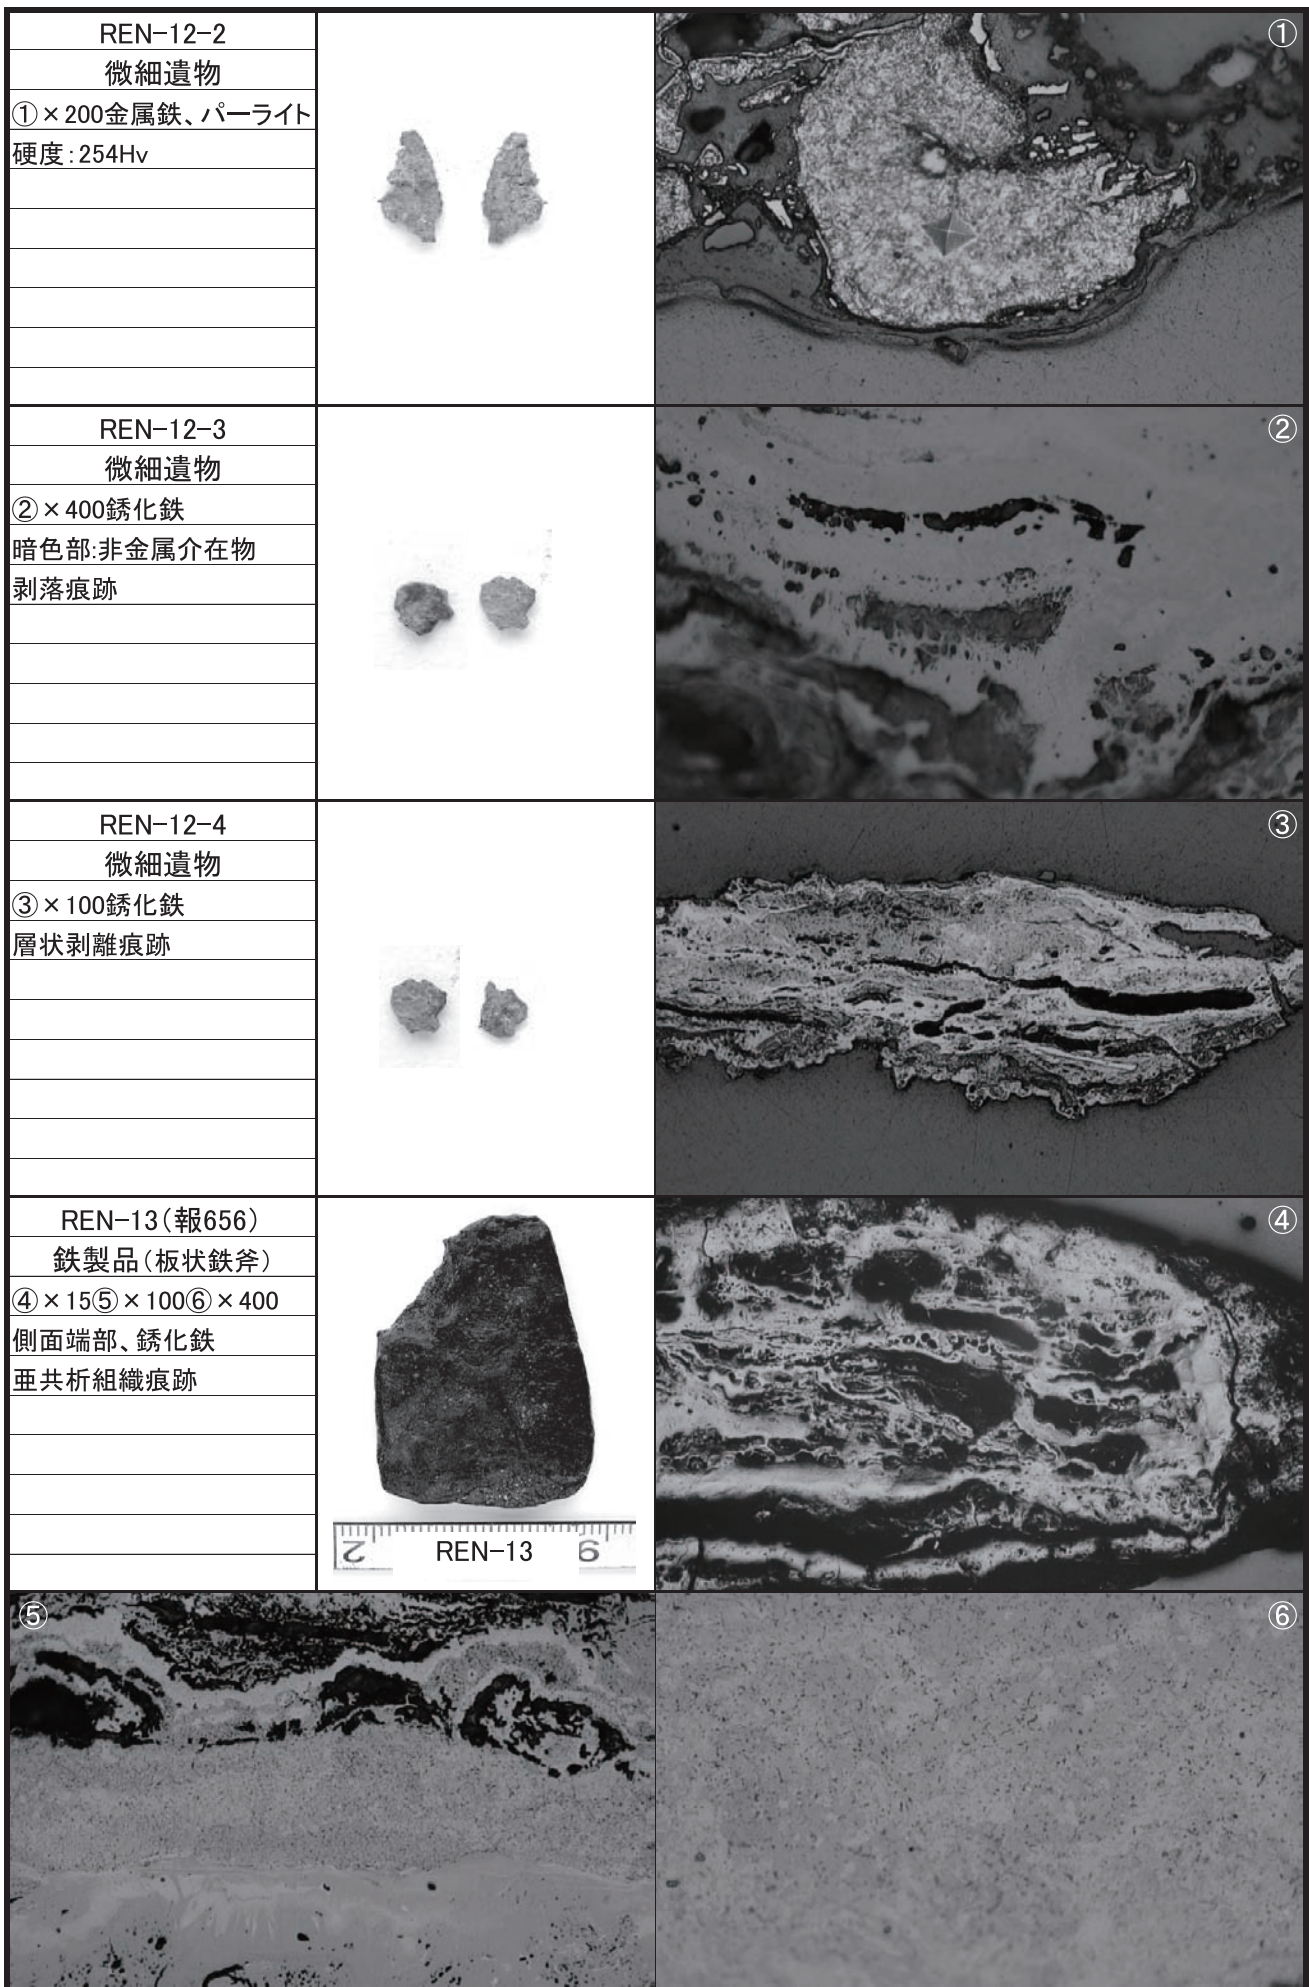 REN-12-2
微細遺物
①×200金属鉄、パーライト
硬度:254Hv
①
REN-12-3
微細遺物
②×400銹化鉄
暗色部:非金属介在物
剥落痕跡
②
REN-12-4
微細遺物
③×100銹化鉄
層状剥離痕跡
③
REN-13(報656)
鉄製品(板状鉄斧)
④×15⑤×100⑥×400
側面端部、銹化鉄
亜共析組織痕跡
2
REN-13
④
⑤
⑥